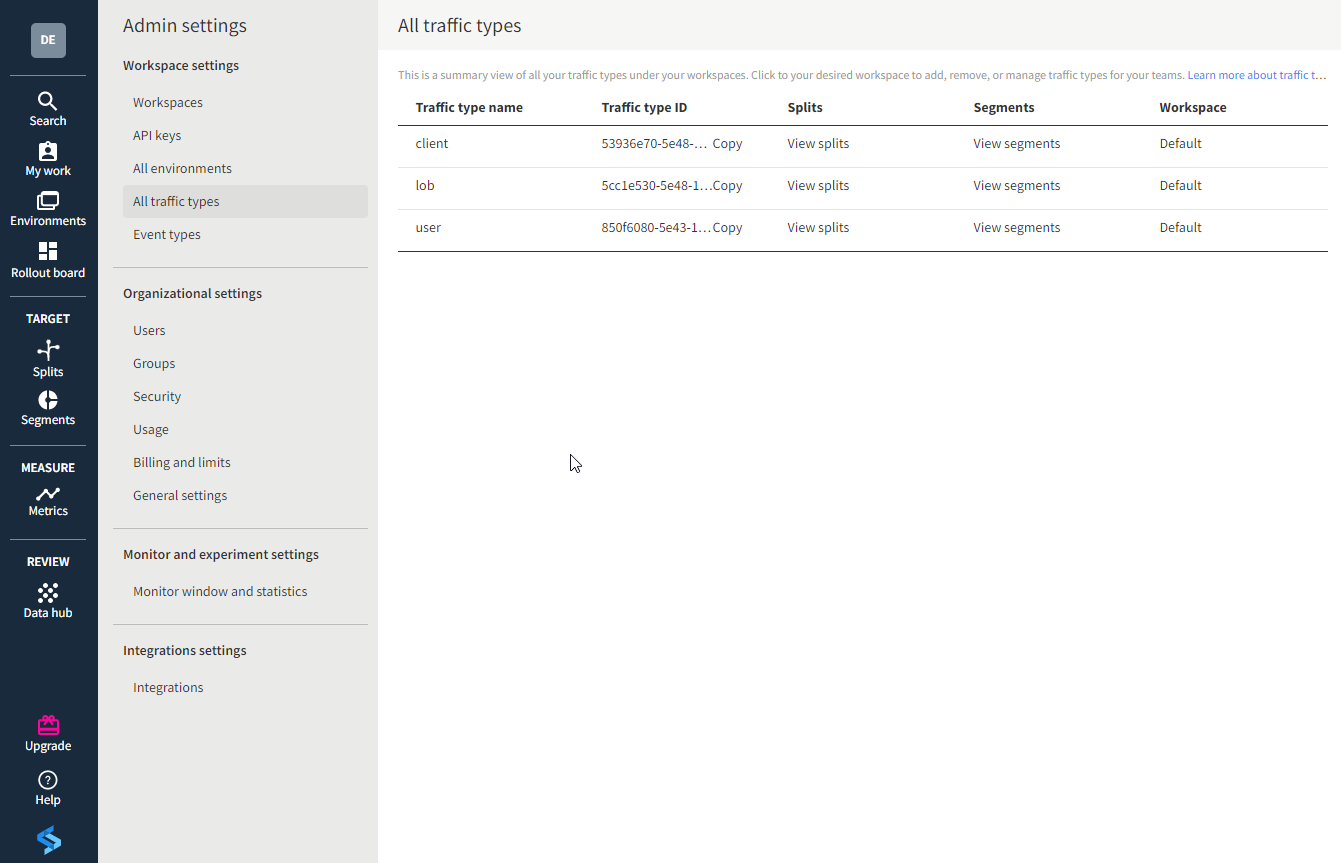 DE
Search
My work
Environments
Rollout board
TARGET
Splits
Segments
MEASURE
Metrics
REVIEW
Data hub
Upgrade
Help
Admin settings
Workspace settings
Workspaces
API keys
All environments
All traffic types
Event types
Organizational settings
Users
Groups
Security
Usage
Billing and limits
General settings
Monitor and experiment settings
Monitor window and statistics
Integrations settings
Integrations
All traffic types
This is a summary view of all your traffic types under your workspaces. Click to your desired workspace to add, remove, or manage traffic types for your teams. Learn more about traffic t…
Traffic type name Traffic type ID Splits Segments Workspace
client 53936e70-5e48-… Copy View splits View segments Default
lob 5cc1e530-5e48-1… Copy View splits View segments Default
user 850f6080-5e43-1… Copy View splits View segments Default